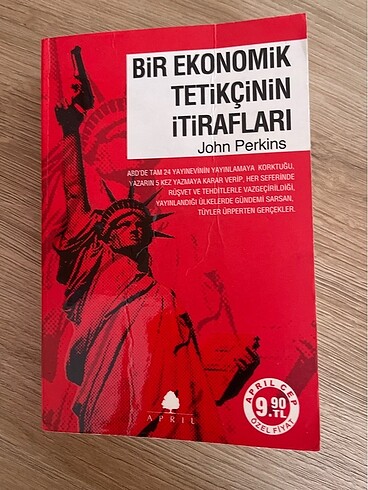 BİR EKONOMİK
TETİKÇİNİN
İTİRAFLARI
John Perkins
ABD'DE TAM 24 YAYINEVİNİN YAYINLAMAYA KORKTUĞU,
YAZARIN 5 KEZ YAZMAYA KARAR VERİP, HER SEFERİNDE
RÜŞVET VE TEHDİTLERLE VAZGEÇİRİLDİĞİ,
YAYINLANDIĞI ÜLKELERDE GÜNDEMİ SARSAN,
TÜYLER ÜRPERTEN GERÇEKLER.
APRIL CEP
9.90
TL
ÖZEL FİYAT
APRIL